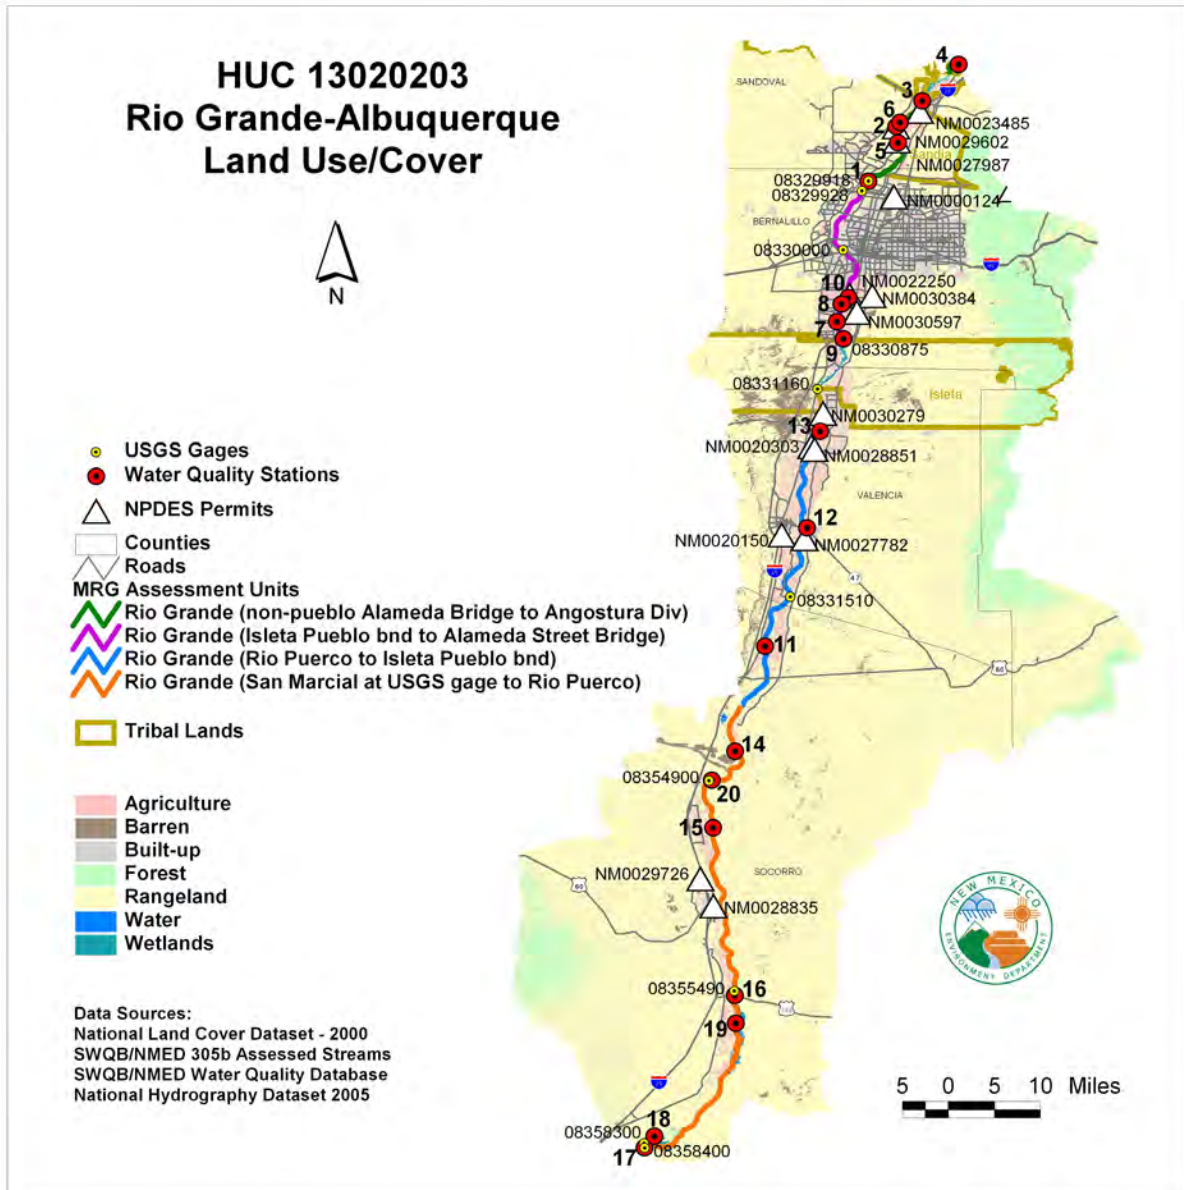 HUC 13020203
Rio Grande-Albuquerque
Land Use/Cover
N
USGS Gages
Water Quality Stations
NPDES Permits
Counties
Roads
MRG Assessment Units
Rio Grande (non-pueblo Alameda Bridge to Angostura Div)
Rio Grande (Isleta Pueblo bnd to Alameda Street Bridge)
Rio Grande (Rio Puerco to Isleta Pueblo bnd)
Rio Grande (San Marcial at USGS gage to Rio Puerco)
Tribal Lands
Agriculture
Barren
Built-up
Forest
Rangeland
Water
Wetlands
Data Sources:
National Land Cover Dataset - 2000
SWQB/NMED 305b Assessed Streams
SWQB/NMED Water Quality Database
National Hydrography Dataset 2005
4
SANDOVAL
3
6
NM0023485
2
NM0029602
5
Sandia
NM0027987
1
08329918
08329928
NM0000124
BERNALILLO
08330000
10
NM0022250
8
NM0030384
7
NM0030597
9
08330875
08331160
Isleta
NM0030279
13
NM0020303
NM0028851
VALENCIA
12
NM0020150
NM0027782
47
08331510
11
60
14
08354900
20
15
SOCORRO
NM0029726
60
NM0028835
NEW MEXICO
ENVIRONMENT DEPARTMENT
08355490
16
19
5 0 5 10 Miles
18
08358300
17
08358400